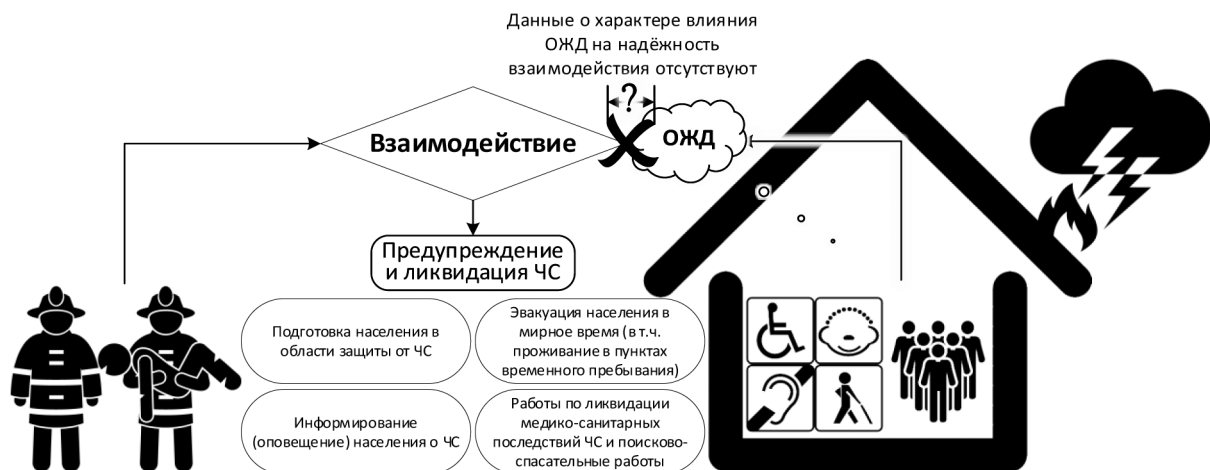 Данные о характере влияния
ОЖД на надёжность
взаимодействия отсутствуют
?
Взаимодействие
ОЖД
Предупреждение
и ликвидация ЧС
Подготовка населения в
области защиты от ЧС
Эвакуация населения в
мирное время (в т.ч.
проживание в пунктах
временного пребывания)
Информирование
(оповещение) населения о ЧС
Работы по ликвидации
медико-санитарных
последствий ЧС и поисково-
спасательные работы